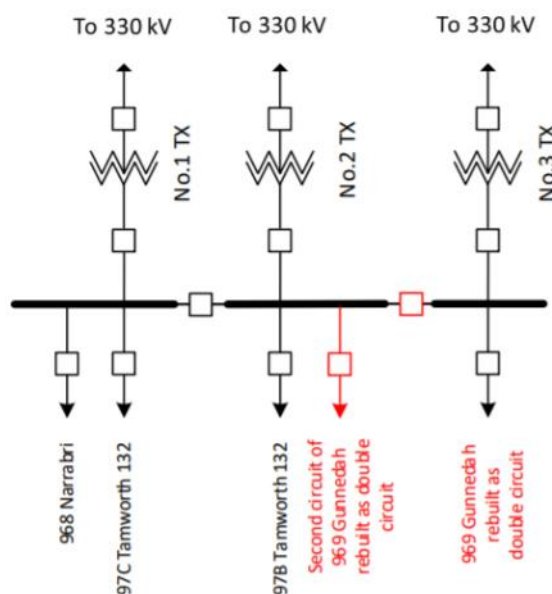 To 330 kV
To 330 kV
To 330 kV
No.1 TX
No.2 TX
No.3 TX
968 Narrabri
97C Tamworth 132
97B Tamworth 132
Second circuit of
969 Gunnedah
rebuilt as double
circuit
969 Gunnedah
rebuilt as
double circuit